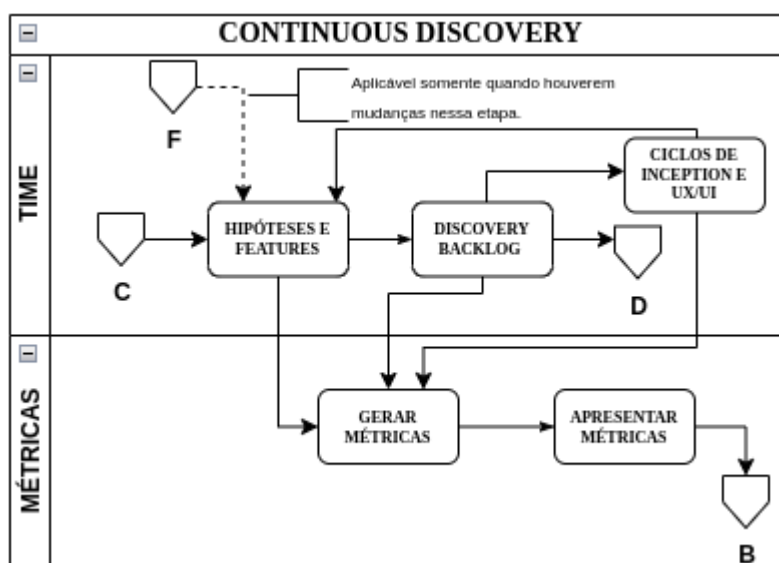 CONTINUOUS DISCOVERY
TIME
F
Aplicável somente quando houverem
mudanças nessa etapa.
CICLOS DE
INCEPTION E
UX/UI
HIPÓTESES E
FEATURES
DISCOVERY
BACKLOG
C
D
MÉTRICAS
GERAR
MÉTRICAS
APRESENTAR
MÉTRICAS
B